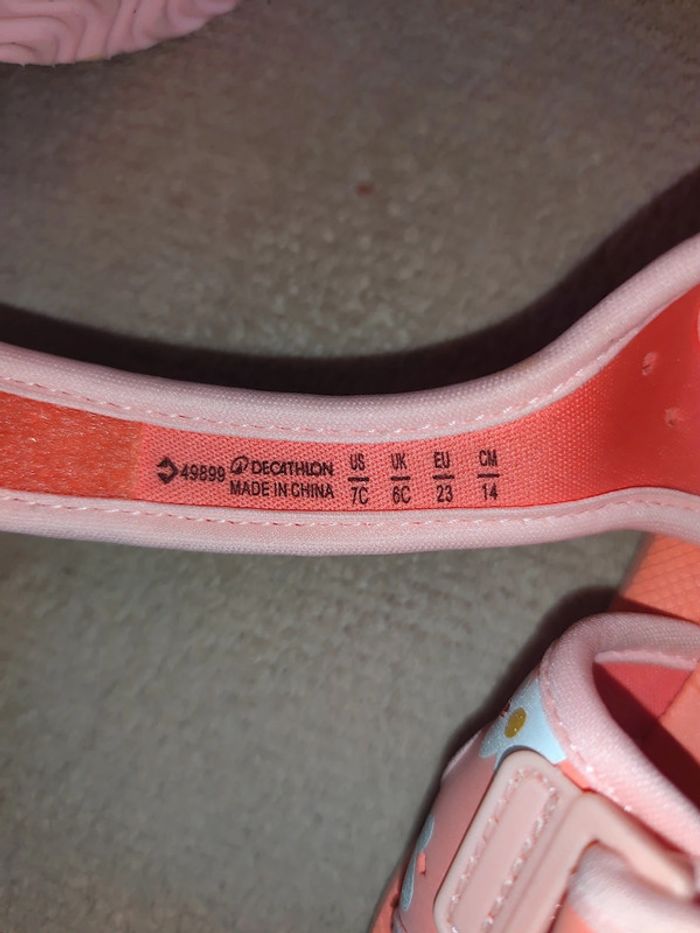 49899 DECATHLON
MADE IN CHINA
US UK EU CM
7C 6C 23 14